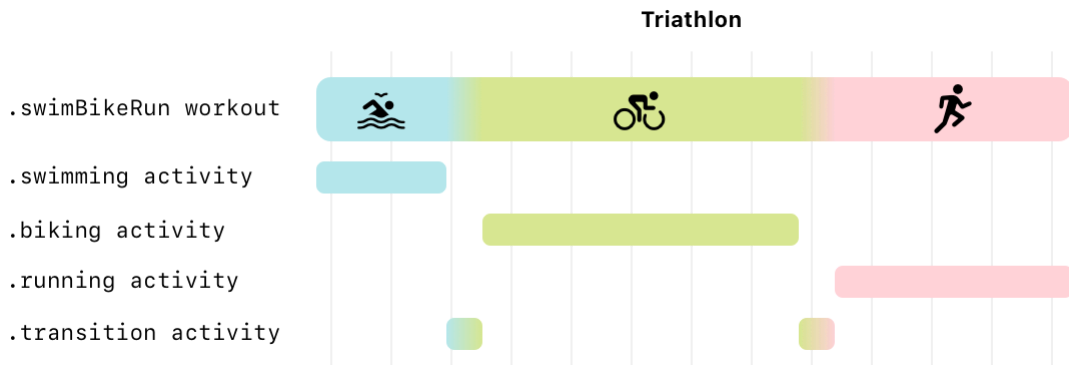 Triathlon
.swimBikeRun workout
.swimming activity
.biking activity
.running activity
.transition activity